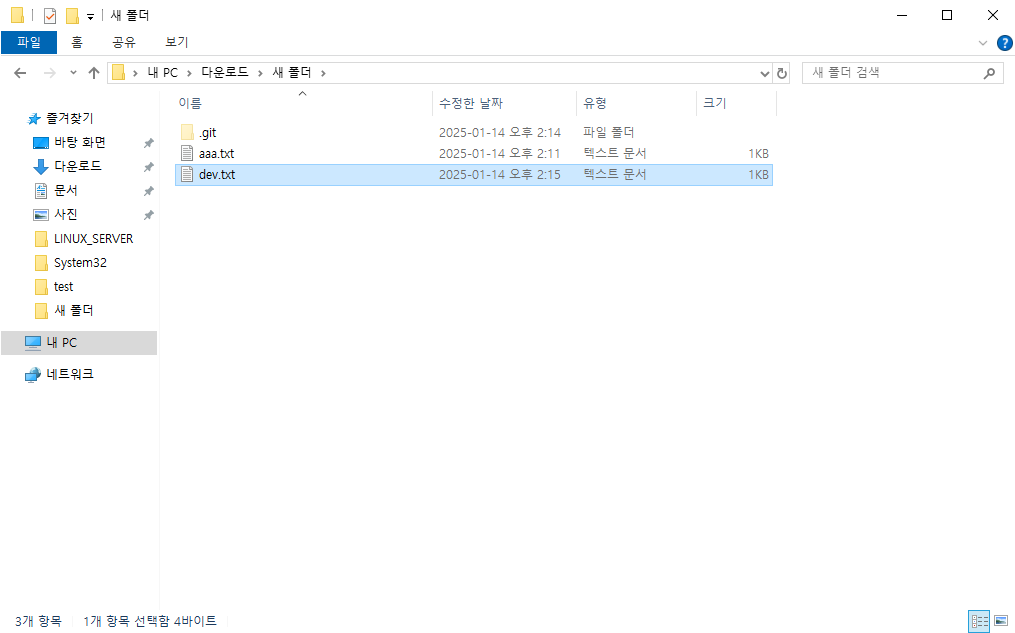 새 폴더
파일 홈 공유 보기
?
내 PC 다운로드 새 폴더
새 폴더 검색
이름 수정한 날짜 유형 크기
.git 2025-01-14 오후 2:14 파일 폴더
aaa.txt 2025-01-14 오후 2:11 텍스트 문서 1KB
dev.txt 2025-01-14 오후 2:15 텍스트 문서 1KB
즐겨찾기
바탕 화면
다운로드
문서
사진
LINUX_SERVER
System32
test
새 폴더
내 PC
네트워크
3개 항목 1개 항목 선택함 4바이트